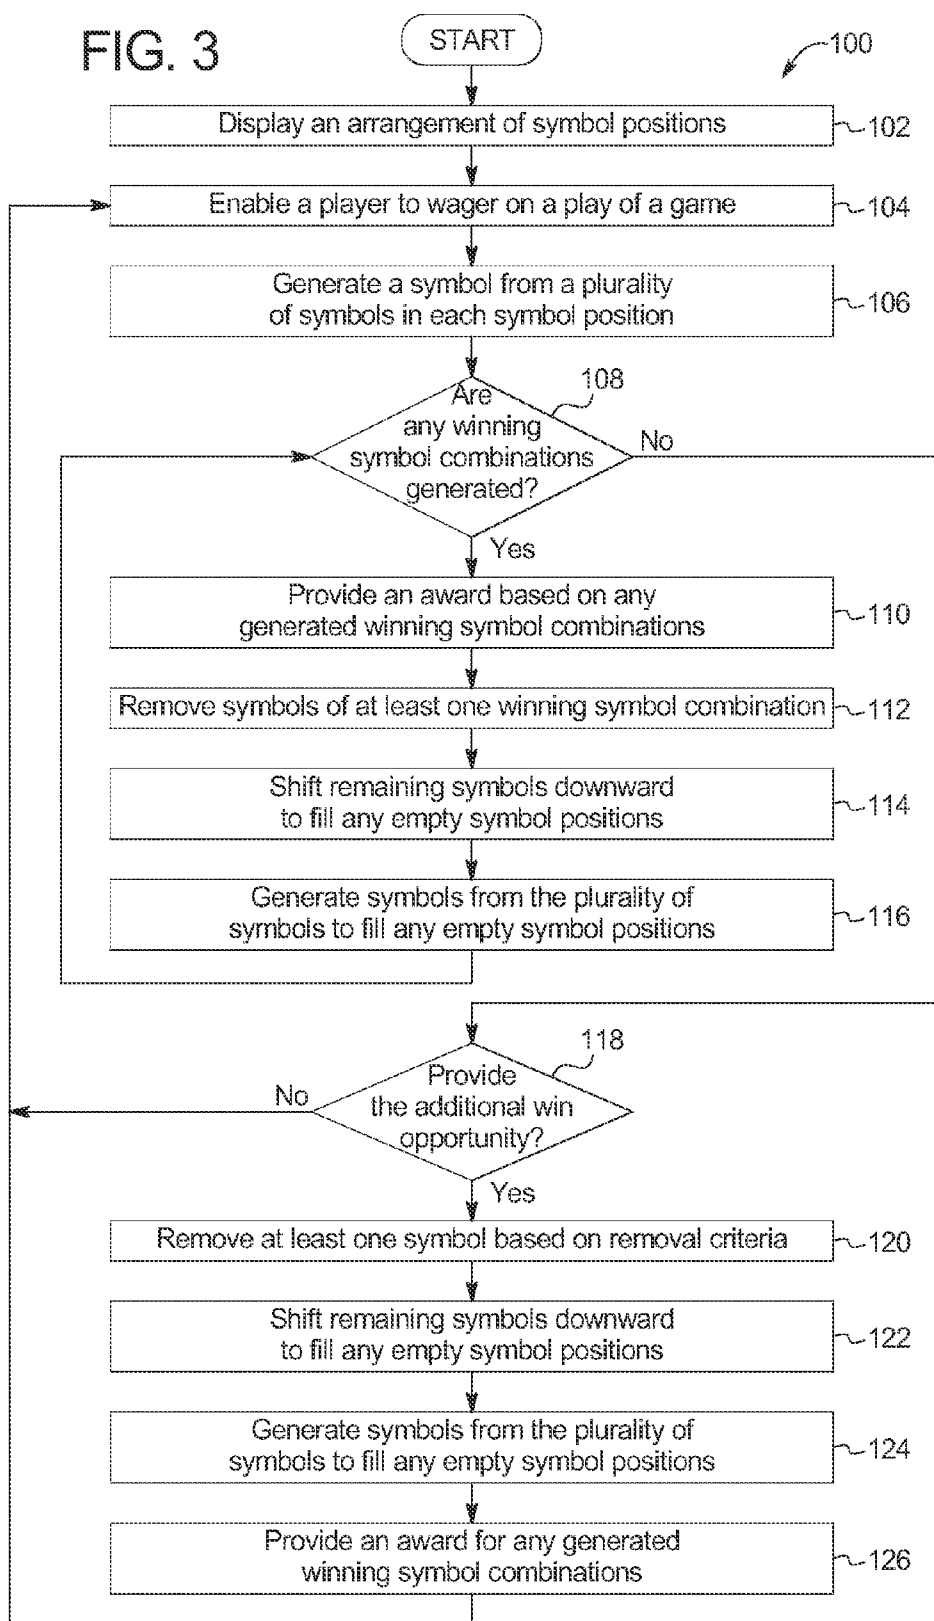 FIG. 3
START
100
Display an arrangement of symbol positions
102
Enable a player to wager on a play of a game
104
Generate a symbol from a plurality
of symbols in each symbol position
106
108
Are
any winning
symbol combinations
generated?
No
Yes
Provide an award based on any
generated winning symbol combinations
110
Remove symbols of at least one winning symbol combination
112
Shift remaining symbols downward
to fill any empty symbol positions
114
Generate symbols from the plurality of
symbols to fill any empty symbol positions
116
118
Provide
the additional win
opportunity?
No
Yes
Remove at least one symbol based on removal criteria
120
Shift remaining symbols downward
to fill any empty symbol positions
122
Generate symbols from the plurality of
symbols to fill any empty symbol positions
124
Provide an award for any generated
winning symbol combinations
126